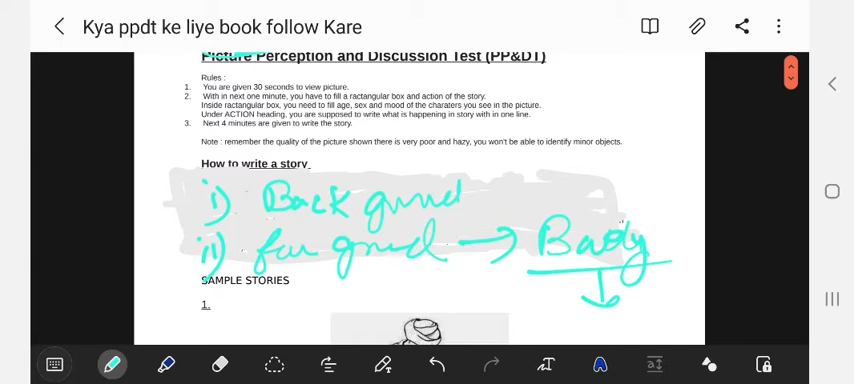 Kya ppdt ke liye book follow Kare
Picture Perception and Discussion Test (PP&DT)
Rules :
1. You are given 30 seconds to view picture.
2. With in next one minute, you have to fill a ractangular box and action of the story.
Inside ractangular box, you need to fill age, sex and mood of the charaters you see in the picture.
Under ACTION heading, you are supposed to write what is happening in story with in one line.
3. Next 4 minutes are given to write the story.
Note : remember the quality of the picture shown there is very poor and hazy, you won't be able to identify minor objects.
How to write a story
i) Back
ii) →
SAMPLE STORIES
1.